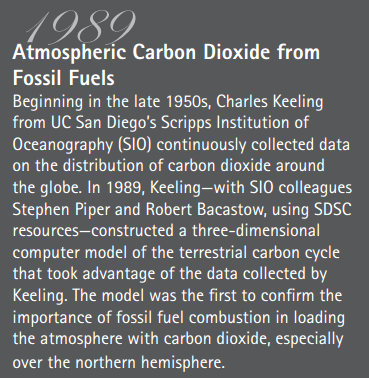 1989
Atmospheric Carbon Dioxide from
Fossil Fuels
Beginning in the late 1950s, Charles Keeling
from UC San Diego's Scripps Institution of
Oceanography (SIO) continuously collected data
on the distribution of carbon dioxide around
the globe. In 1989, Keeling—with SIO colleagues
Stephen Piper and Robert Bacastow, using SDSC
resources—constructed a three-dimensional
computer model of the terrestrial carbon cycle
that took advantage of the data collected by
Keeling. The model was the first to confirm the
importance of fossil fuel combustion in loading
the atmosphere with carbon dioxide, especially
over the northern hemisphere.